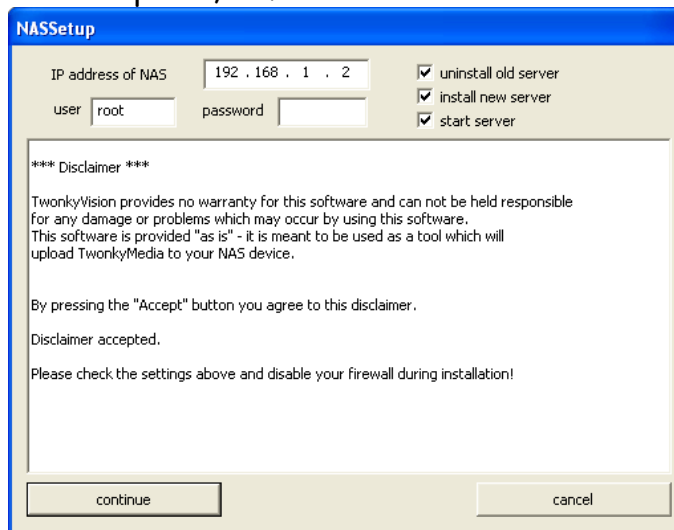 NASSetup
IP address of NAS 192 . 168 . 1 . 2
uninstall old server
user root password
install new server
start server
*** Disclaimer ***
TwonkyVision provides no warranty for this software and can not be held responsible
for any damage or problems which may occur by using this software.
This software is provided "as is" - it is meant to be used as a tool which will
upload TwonkyMedia to your NAS device.
By pressing the "Accept" button you agree to this disclaimer.
Disclaimer accepted.
Please check the settings above and disable your firewall during installation!
continue
cancel